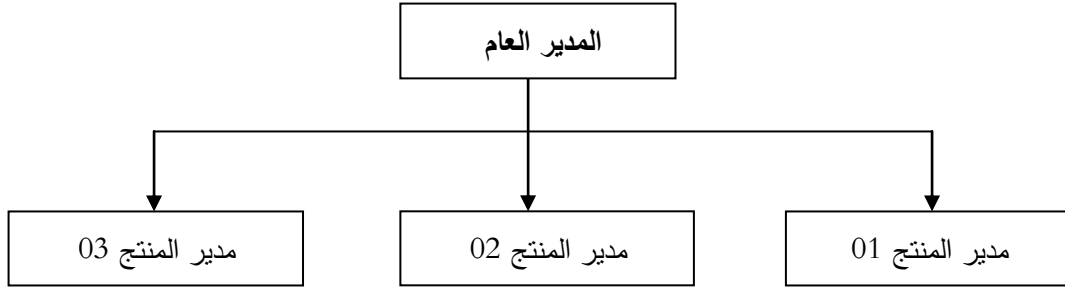 المدير العام
مدير المنتج 01
مدير المنتج 02
مدير المنتج 03